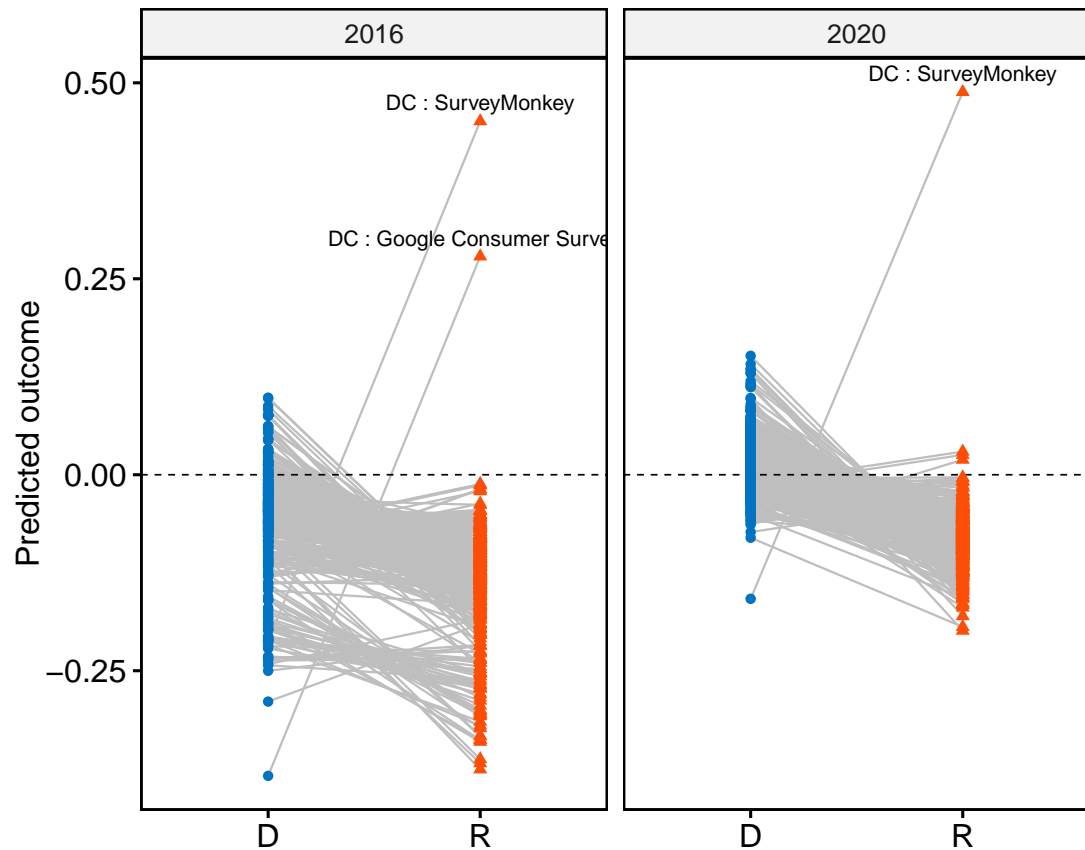 2016
2020
0.50
0.25
0.00
−0.25
Predicted outcome
DC : SurveyMonkey
DC : Google Consumer Surve
DC : SurveyMonkey
D
R
D
R